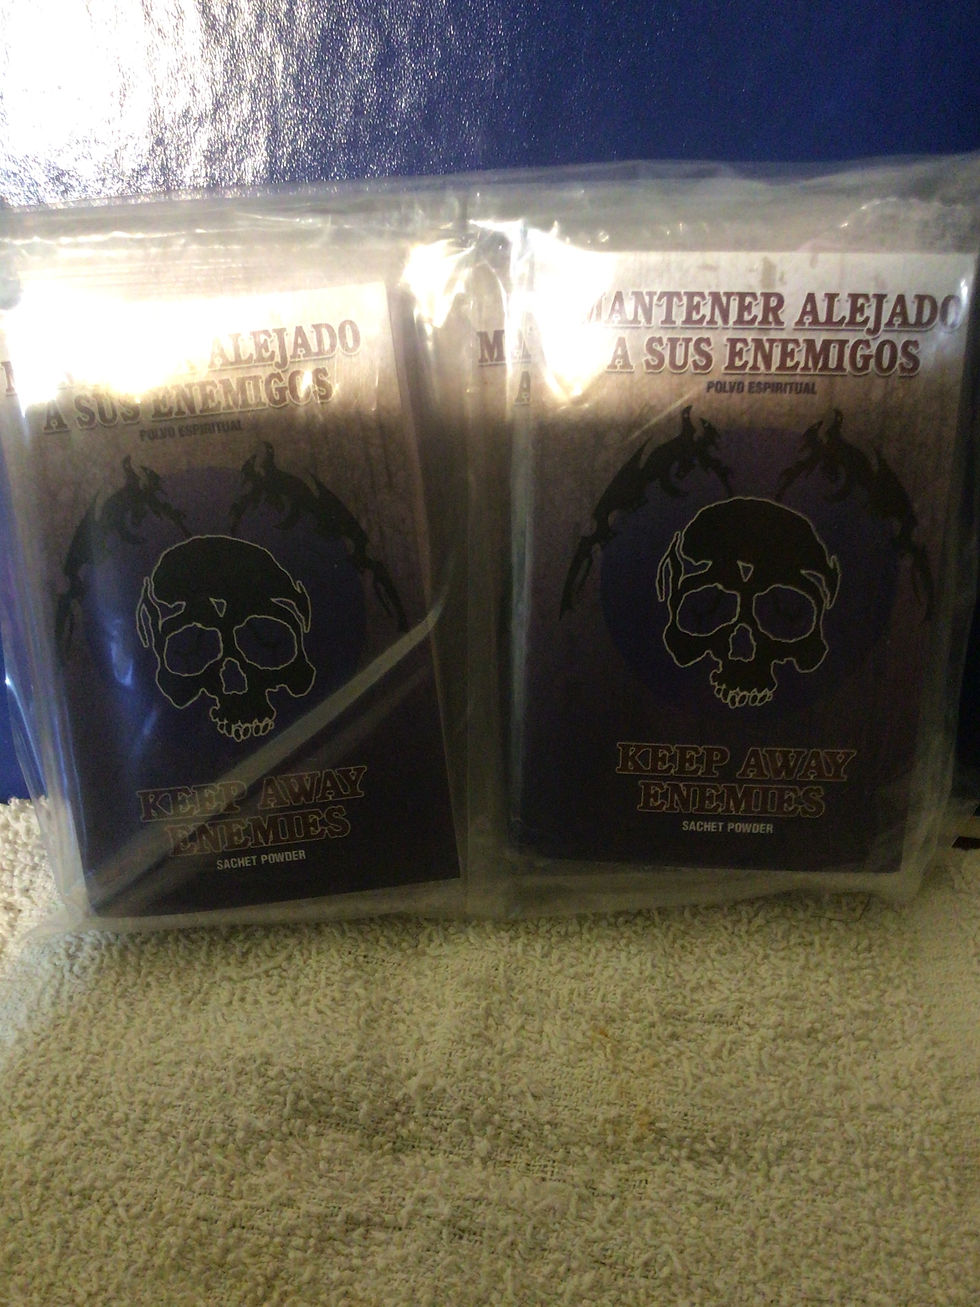 ALEJADO
A SUS ENEMIGOS
POLVO ESPIRITUAL
KEEP AWAY
ENEMIES
SACHET POWDER
MANTENER ALEJADO
A SUS ENEMIGOS
POLVO ESPIRITUAL
KEEP AWAY
ENEMIES
SACHET POWDER